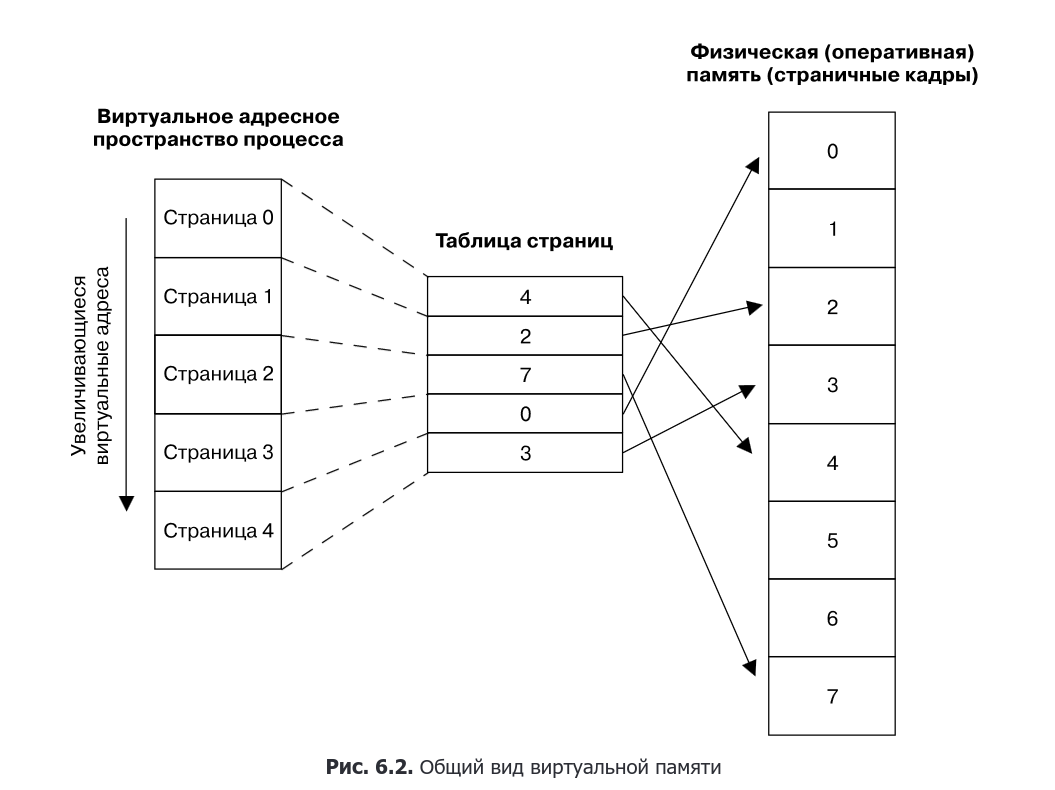 Физическая (оперативная)
память (страничные кадры)
Виртуальное адресное
пространство процесса
Увеличивающиеся
виртуальные адреса
Страница 0
Страница 1
Страница 2
Страница 3
Страница 4
Таблица страниц
4
2
7
0
3
0
1
2
3
4
5
6
7
Рис. 6.2. Общий вид виртуальной памяти